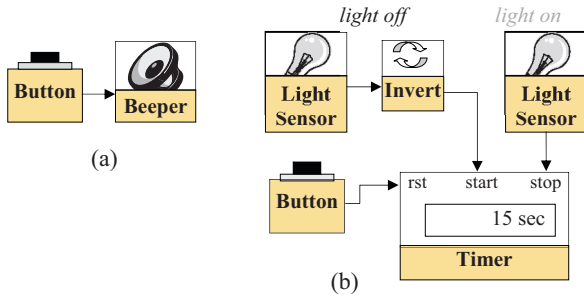 light off
light on
Button
Beeper
(a)
Light
Sensor
Invert
Light
Sensor
Button
rst
start
stop
15 sec
Timer
(b)